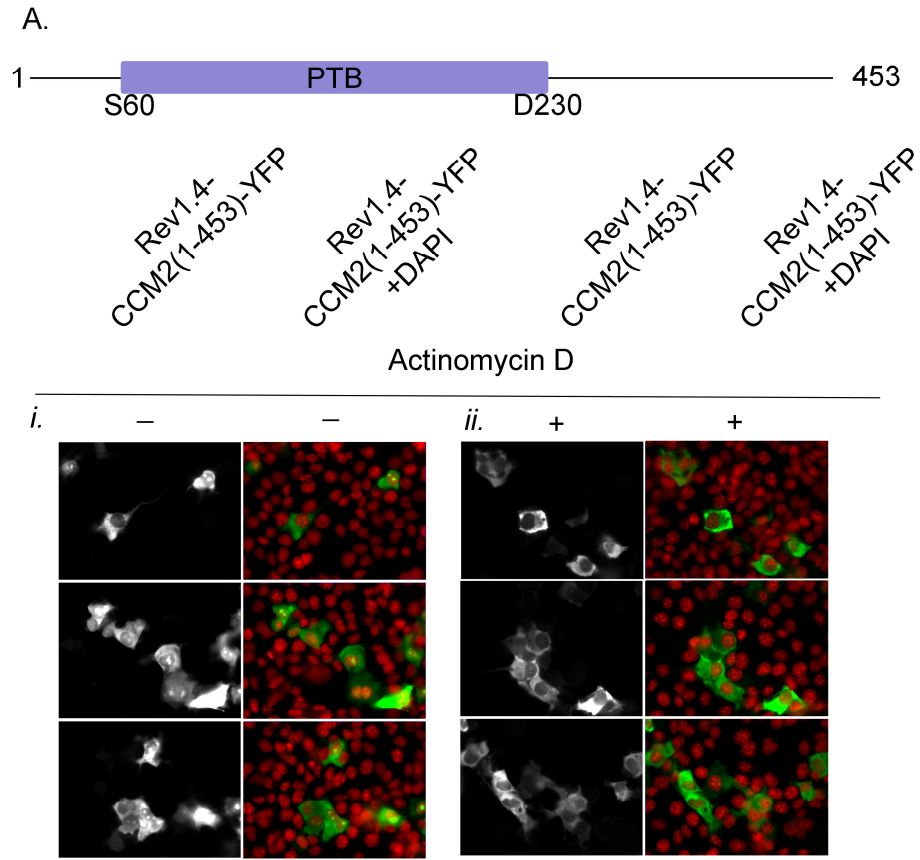 A.
1 PTB 453
S60 D230
Rev1.4-
CCM2(1-453)-YFP
Rev1.4-
CCM2(1-453)-YFP
+DAPI
Rev1.4-
CCM2(1-453)-YFP
Rev1.4-
CCM2(1-453)-YFP
+DAPI
Actinomycin D
i. – – ii. + +